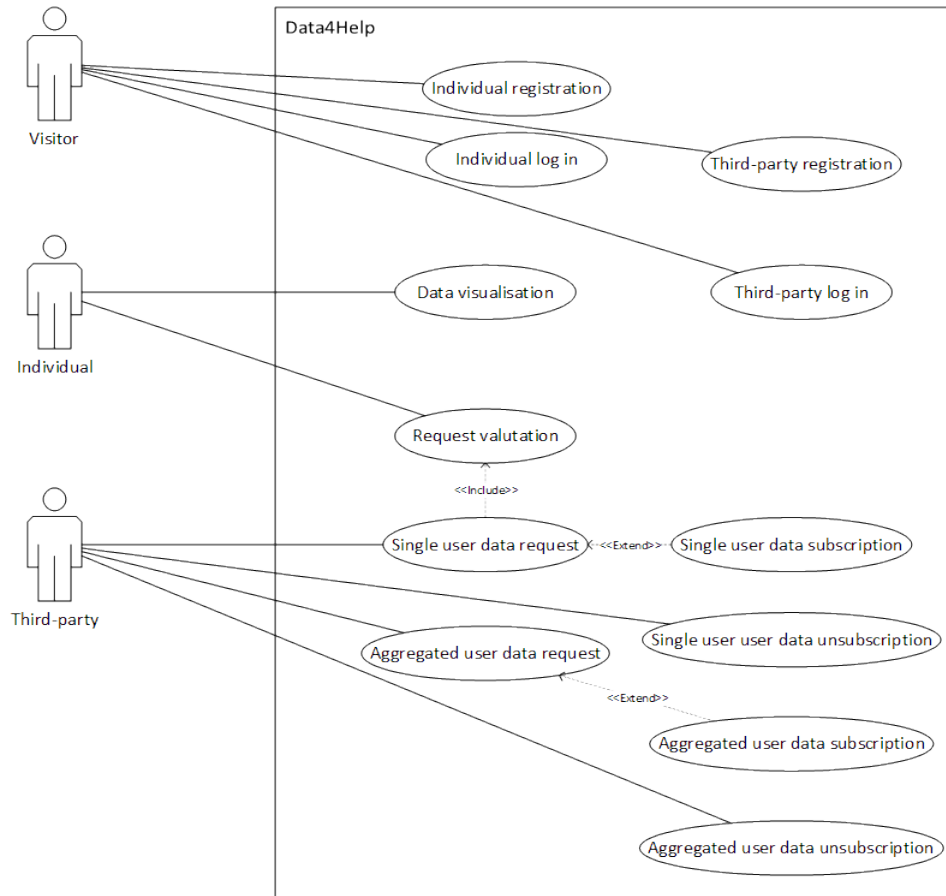 Data4Help
Individual registration
Visitor
Individual log in
Third-party registration
Data visualisation
Third-party log in
Individual
Request valutation
<<Include>>
Single user data request
<<Extend>>
Single user data subscription
Third-party
Single user user data unsubscription
Aggregated user data request
<<Extend>>
Aggregated user data subscription
Aggregated user data unsubscription